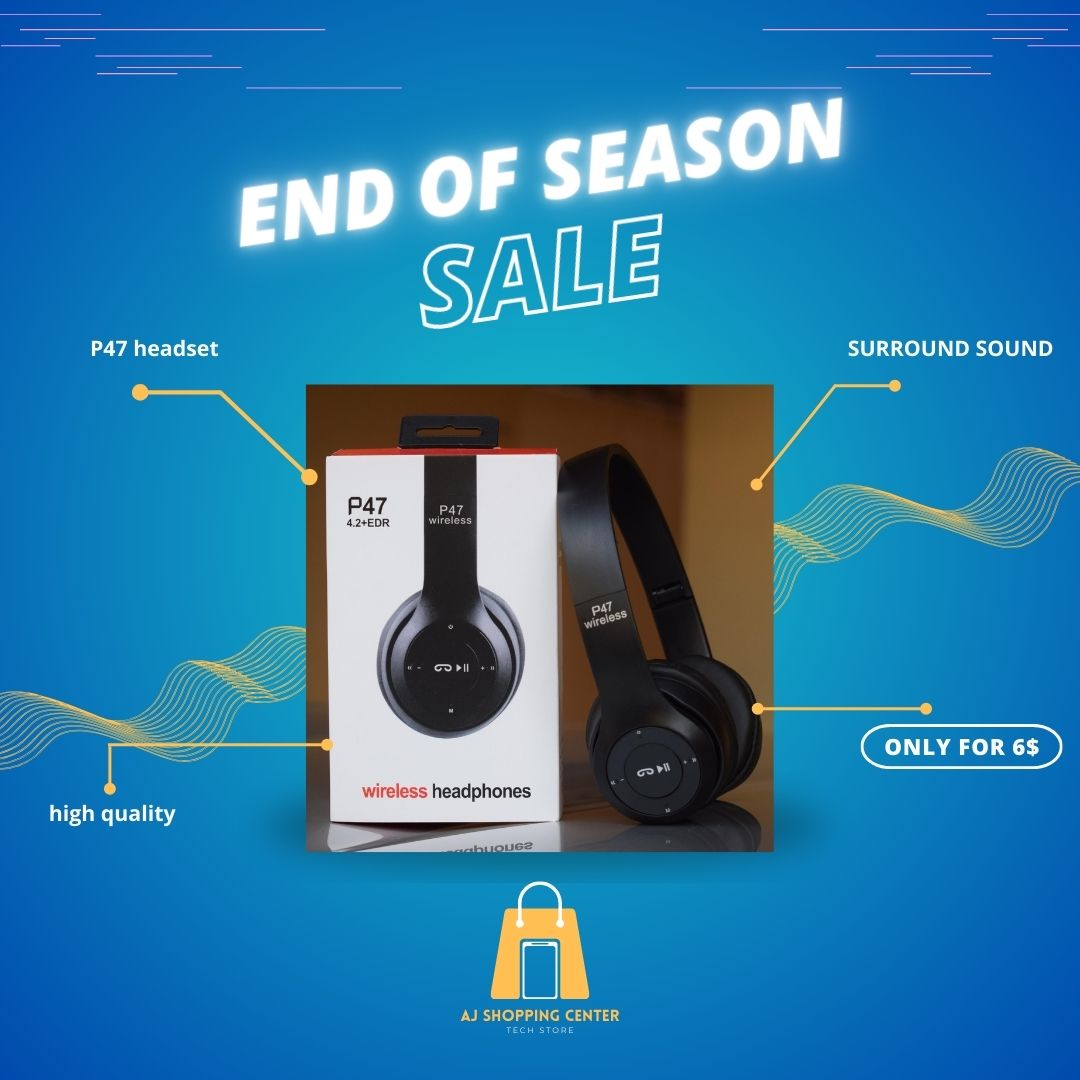 END OF SEASON
SALE
P47 headset
SURROUND SOUND
P47
4.2+EDR
P47
wireless
P47
wireless
wireless headphones
ONLY FOR 6$
high quality
AJ SHOPPING CENTER
TECH STORE